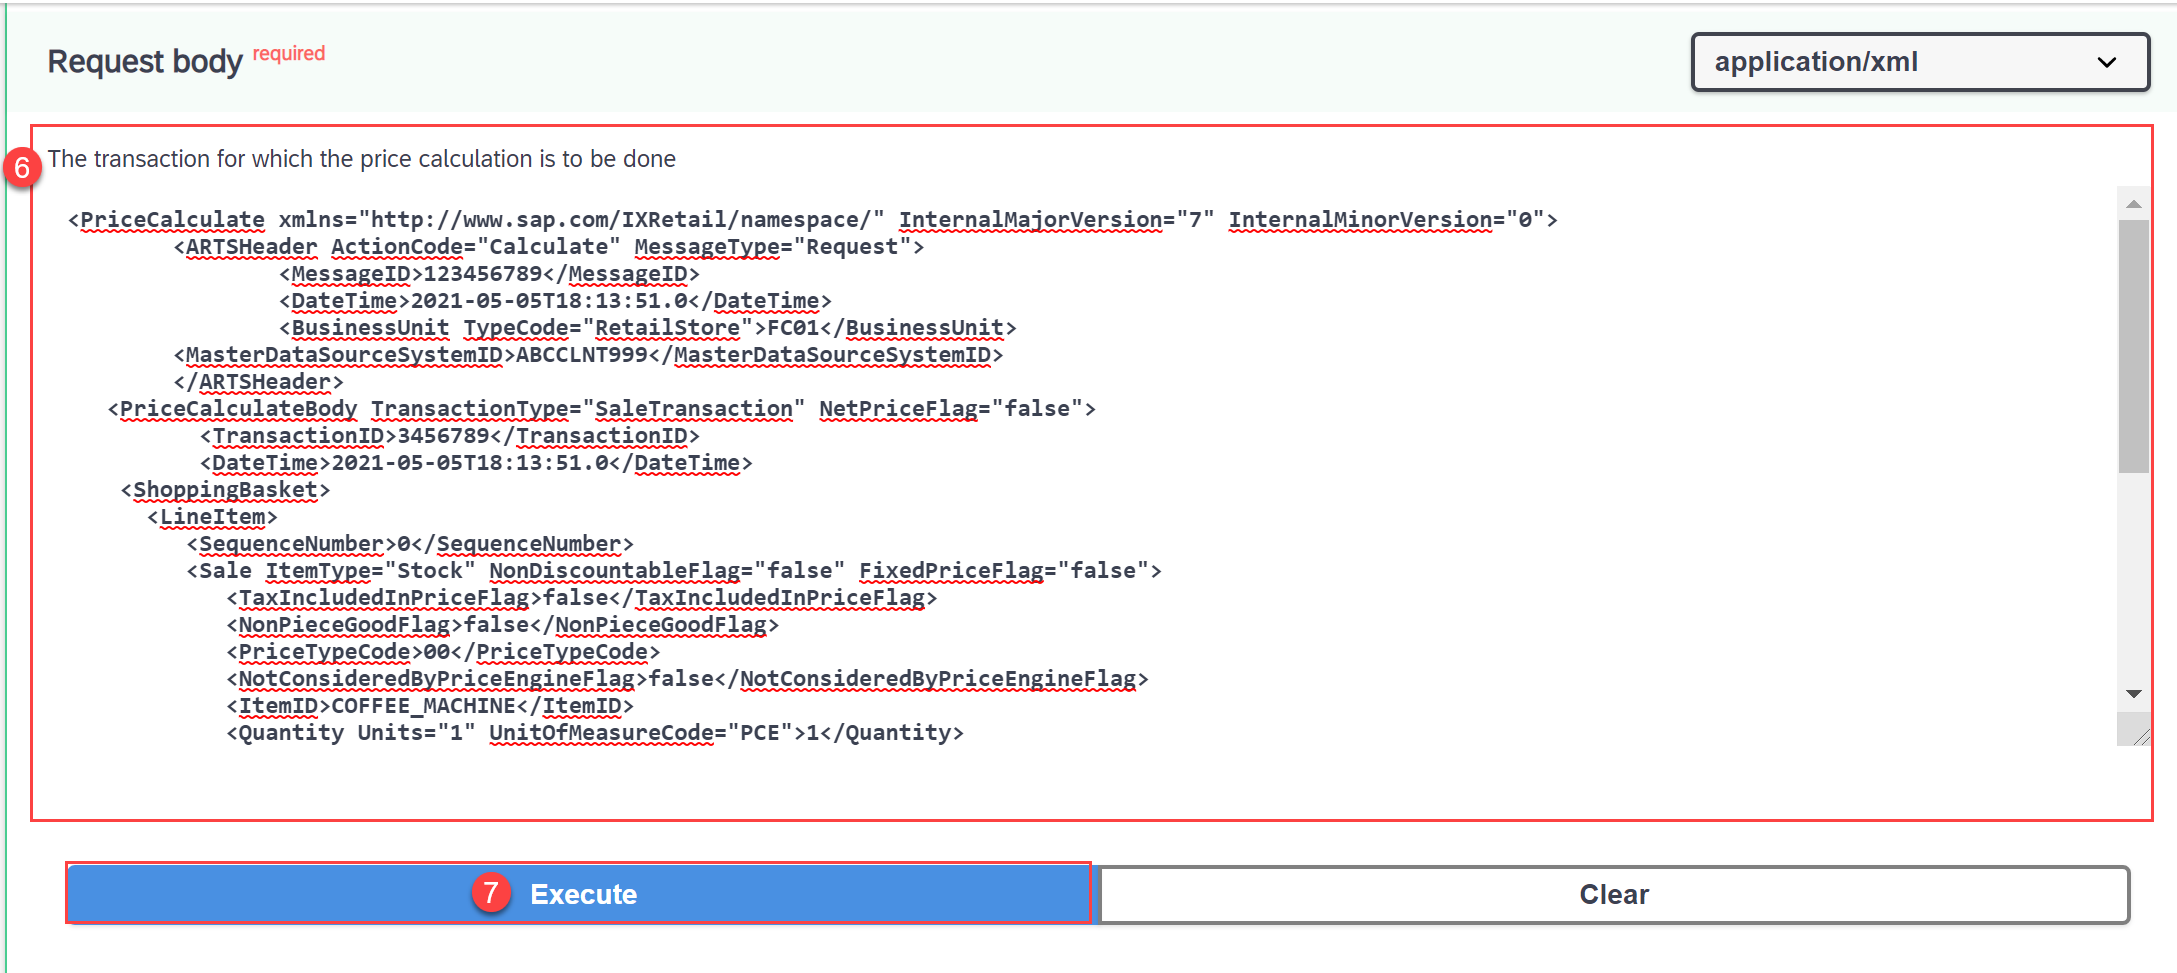 Request body required
application/xml
6
The transaction for which the price calculation is to be done
<PriceCalculate xmlns="http://www.sap.com/IXRetail/namespace/" InternalMajorVersion="7" InternalMinorVersion="0">
<ARTSHeader ActionCode="Calculate" MessageType="Request">
<MessageID>123456789</MessageID>
<DateTime>2021-05-05T18:13:51.0</DateTime>
<BusinessUnit TypeCode="RetailStore">FC01</BusinessUnit>
<MasterDataSourceSystemID>ABCCLNT999</MasterDataSourceSystemID>
</ARTSHeader>
<PriceCalculateBody TransactionType="SaleTransaction" NetPriceFlag="false">
<TransactionID>3456789</TransactionID>
<DateTime>2021-05-05T18:13:51.0</DateTime>
<ShoppingBasket>
<LineItem>
<SequenceNumber>0</SequenceNumber>
<Sale ItemType="Stock" NonDiscountableFlag="false" FixedPriceFlag="false">
<TaxIncludedInPriceFlag>false</TaxIncludedInPriceFlag>
<NonPieceGoodFlag>false</NonPieceGoodFlag>
<PriceTypeCode>00</PriceTypeCode>
<NotConsideredByPriceEngineFlag>false</NotConsideredByPriceEngineFlag>
<ItemID>COFFEE_MACHINE</ItemID>
<Quantity Units="1" UnitOfMeasureCode="PCE">1</Quantity>
7 Execute
Clear